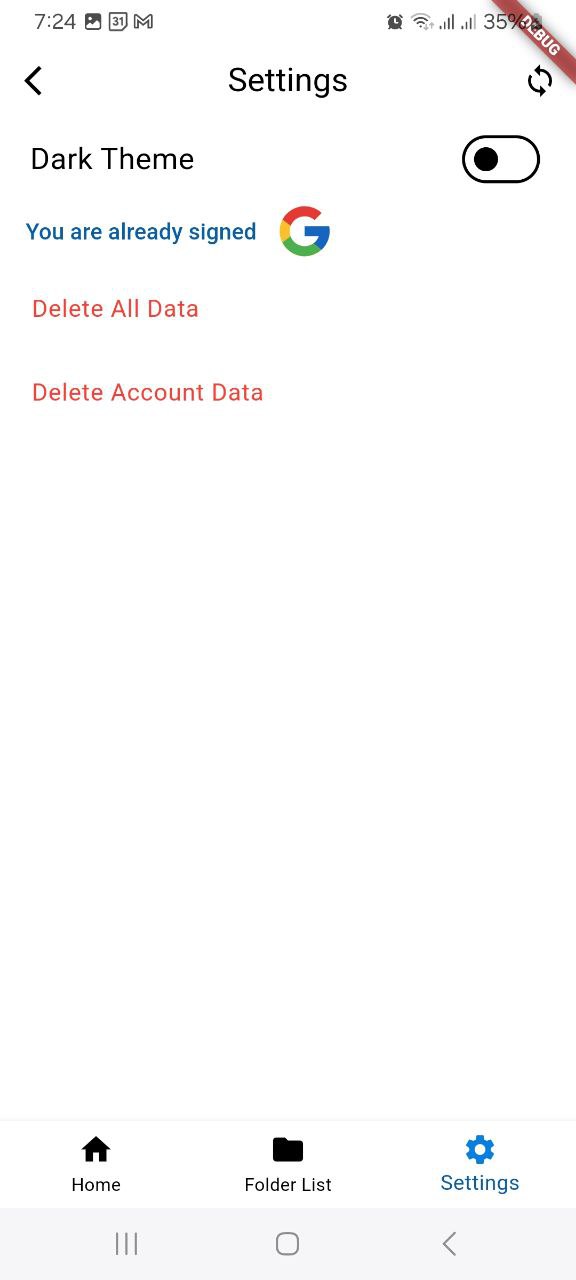 7:24 31 35%
DEBUG
Settings
Dark Theme
You are already signed G
Delete All Data
Delete Account Data
Home Folder List Settings